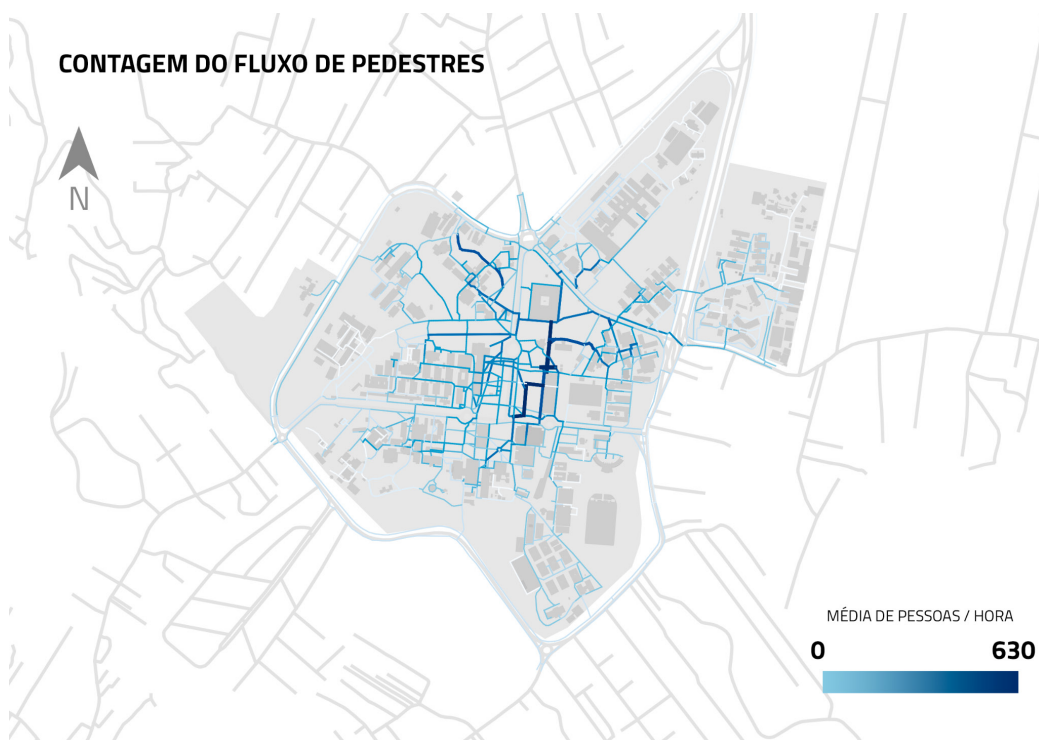 CONTAGEM DO FLUXO DE PEDESTRES
N
MÉDIA DE PESSOAS / HORA
0 630